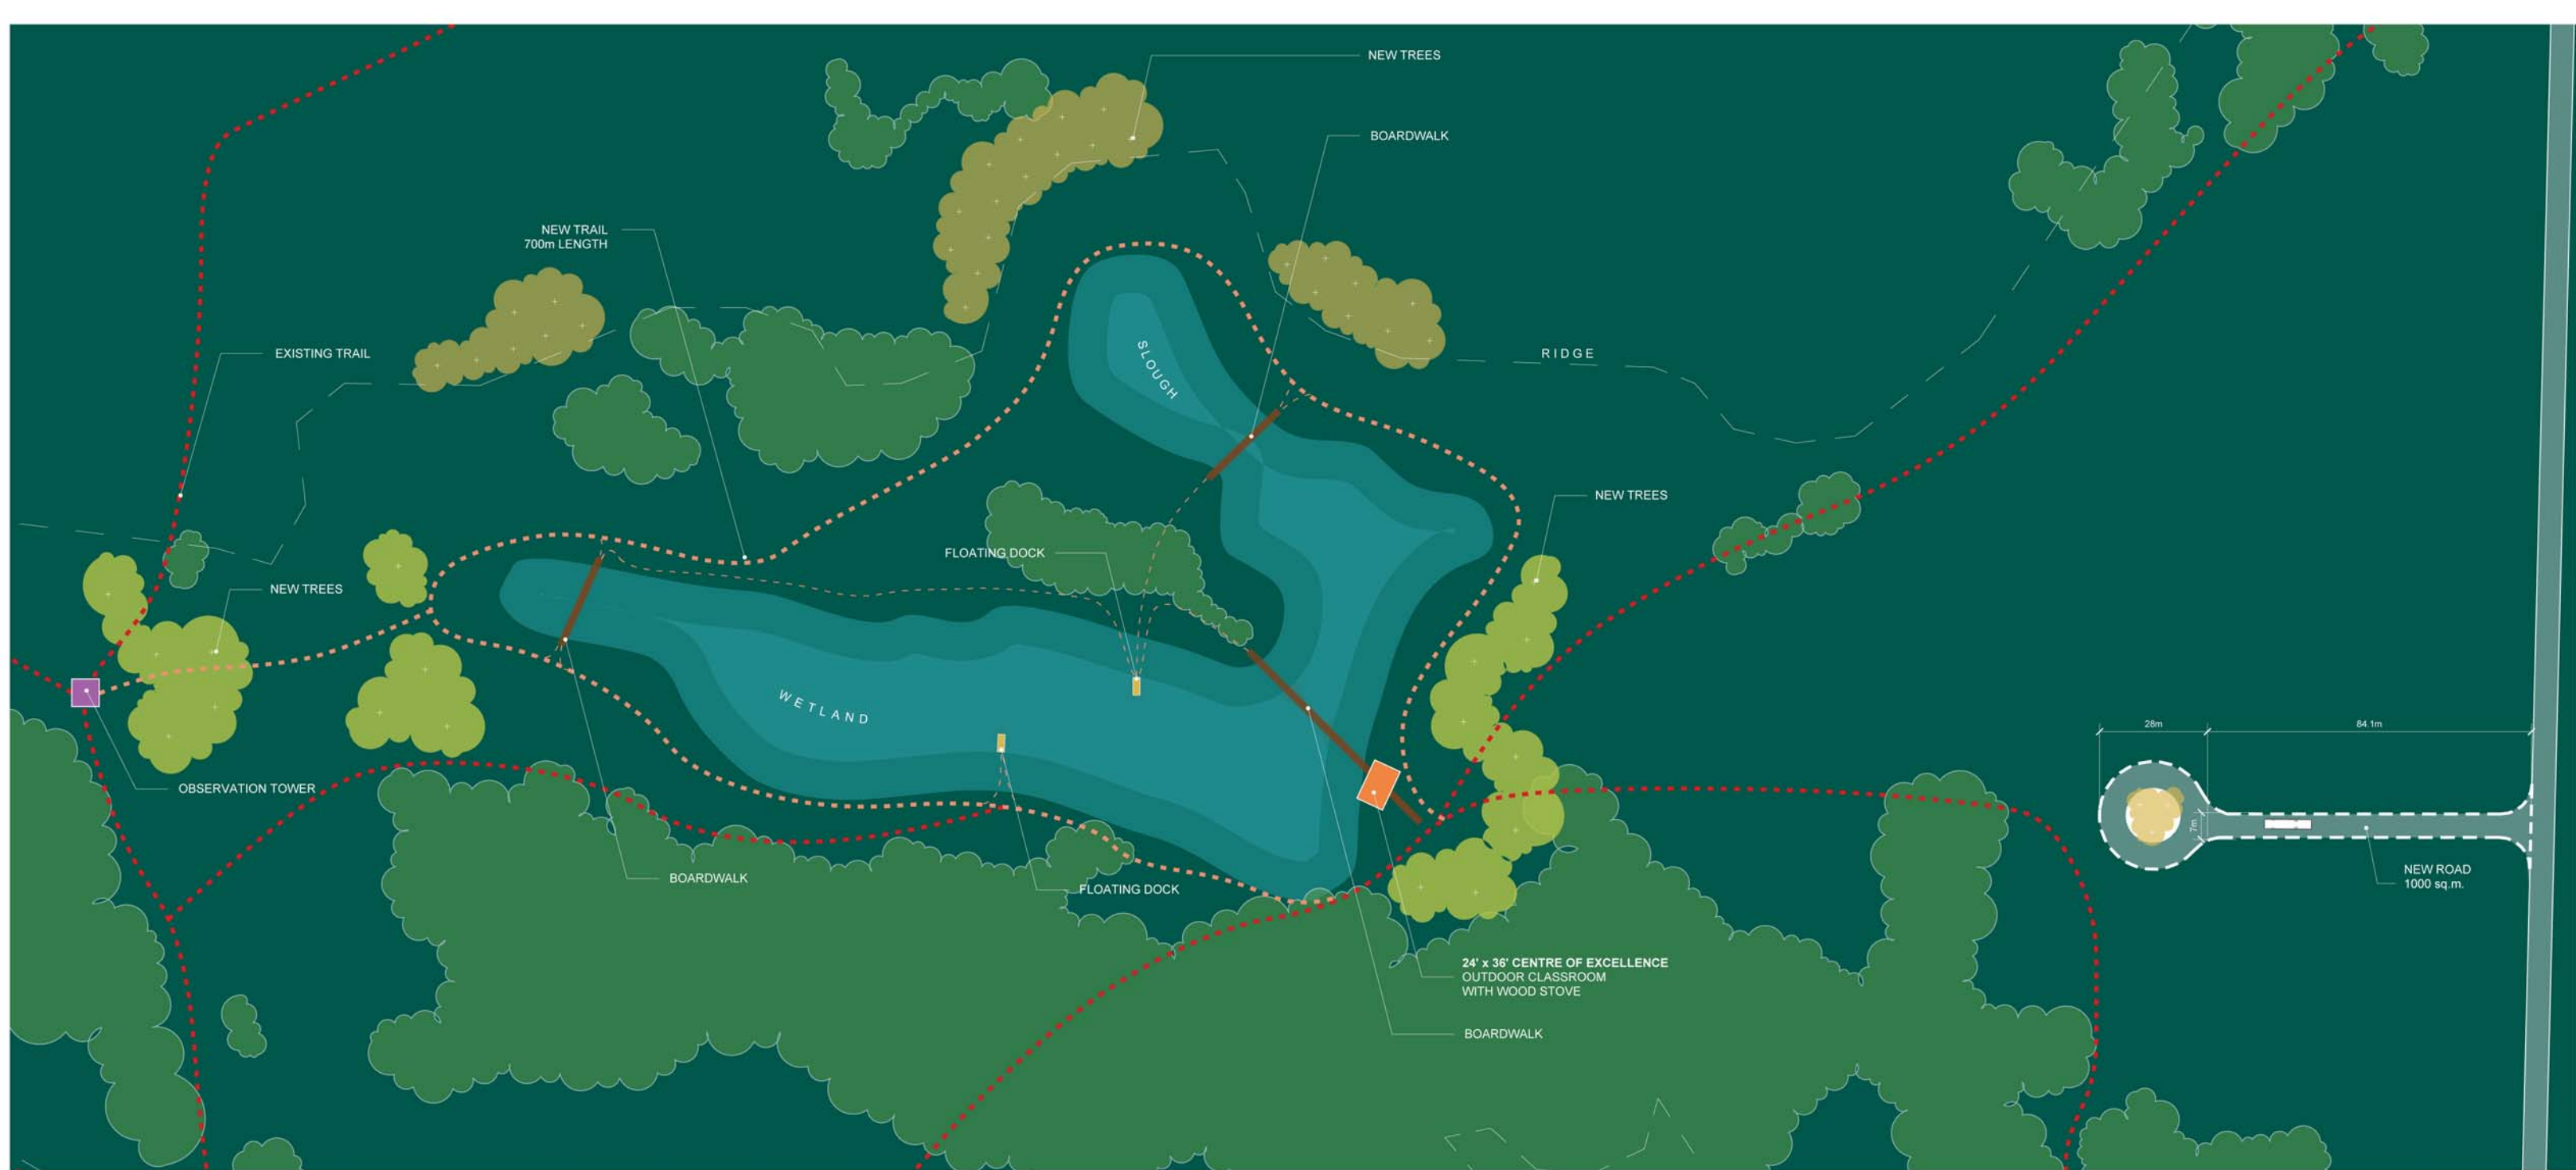 NEW TREES
BOARDWALK
NEW TRAIL
700m LENGTH
EXISTING TRAIL
SLOUGH
RIDGE
NEW TREES
FLOATING DOCK
NEW TREES
WETLAND
28m
84.1m
OBSERVATION TOWER
7m
BOARDWALK
FLOATING DOCK
NEW ROAD
1000 sq.m.
24' x 36' CENTRE OF EXCELLENCE
OUTDOOR CLASSROOM
WITH WOOD STOVE
BOARDWALK